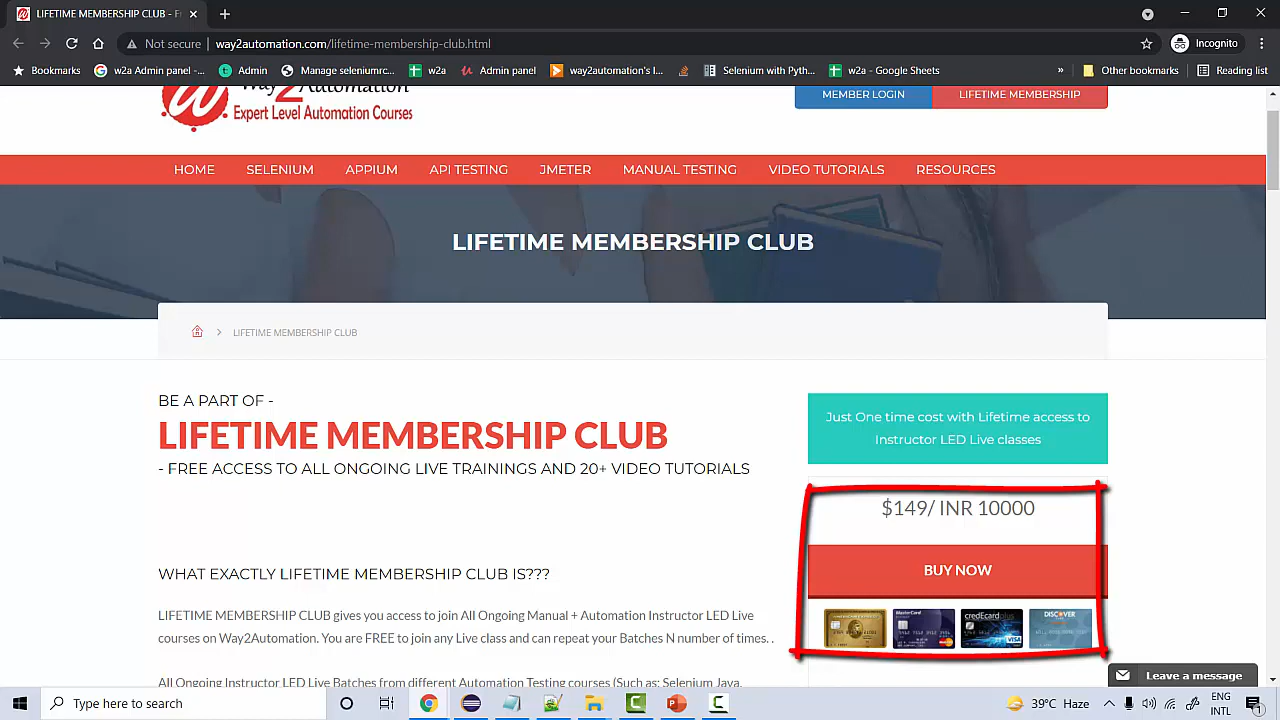 LIFETIME MEMBERSHIP CLUB - F
Not secure
way2automation.com/lifetime-membership-club.html
Incognito
Bookmarks
w2a Admin panel -...
Admin
Manage seleniumrc...
w2a
Admin panel
way2automation's l...
Selenium with Pyth...
w2a - Google Sheets
»
Other bookmarks
Reading list
Way2Automation
Expert Level Automation Courses
MEMBER LOGIN
LIFETIME MEMBERSHIP
HOME
SELENIUM
APPIUM
API TESTING
JMETER
MANUAL TESTING
VIDEO TUTORIALS
RESOURCES
LIFETIME MEMBERSHIP CLUB
LIFETIME MEMBERSHIP CLUB
BE A PART OF -
LIFETIME MEMBERSHIP CLUB
- FREE ACCESS TO ALL ONGOING LIVE TRAININGS AND 20+ VIDEO TUTORIALS
Just One time cost with Lifetime access to
Instructor LED Live classes
$149/ INR 10000
BUY NOW
MasterCard
credEcardplus
VISA
DISCOVER
WHAT EXACTLY LIFETIME MEMBERSHIP CLUB IS???
LIFETIME MEMBERSHIP CLUB gives you access to join All Ongoing Manual + Automation Instructor LED Live
courses on Way2Automation. You are FREE to join any Live class and can repeat your Batches N number of times. .
All Ongoing Instructor LED Live Batches from different Automation Testing courses (Such as: Selenium Java,
Leave a message
Type here to search
39°C Haze
ENG
INTL